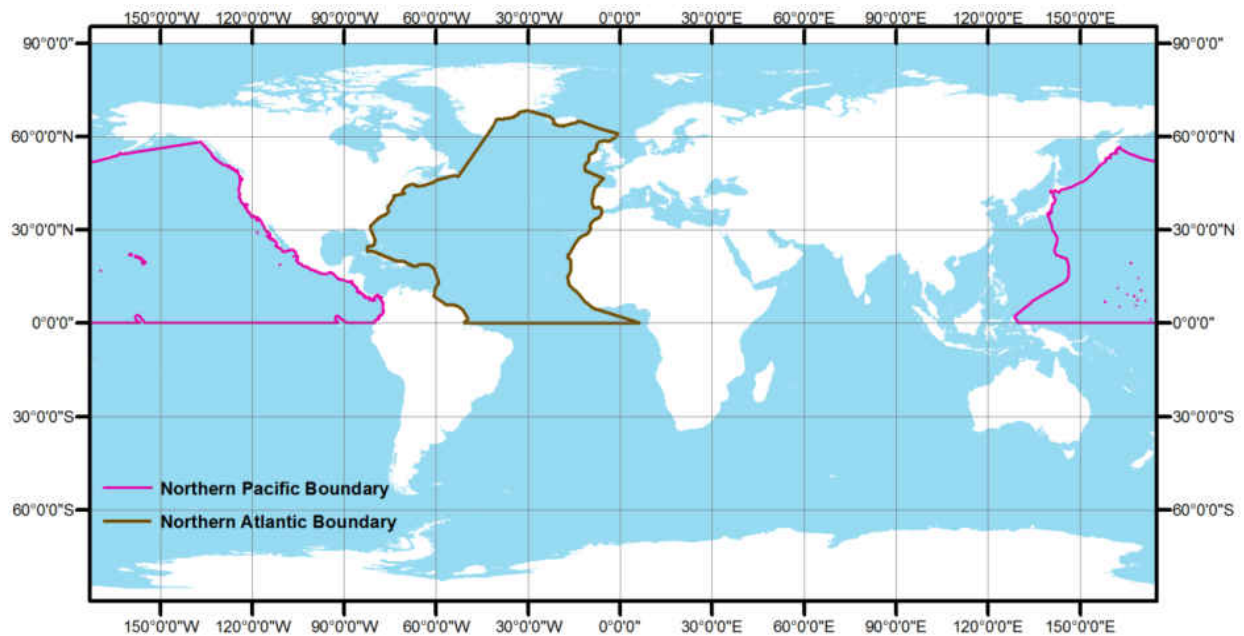 150°0'0"W 120°0'0"W 90°0'0"W 60°0'0"W 30°0'0"W 0°0'0" 30°0'0"E 60°0'0"E 90°0'0"E 120°0'0"E 150°0'0"E
90°0'0" 90°0'0"
60°0'0"N 60°0'0"N
30°0'0"N 30°0'0"N
0°0'0" 0°0'0"
30°0'0"S 30°0'0"S
Northern Pacific Boundary
60°0'0"S 60°0'0"S
Northern Atlantic Boundary
150°0'0"W 120°0'0"W 90°0'0"W 60°0'0"W 30°0'0"W 0°0'0" 30°0'0"E 60°0'0"E 90°0'0"E 120°0'0"E 150°0'0"E